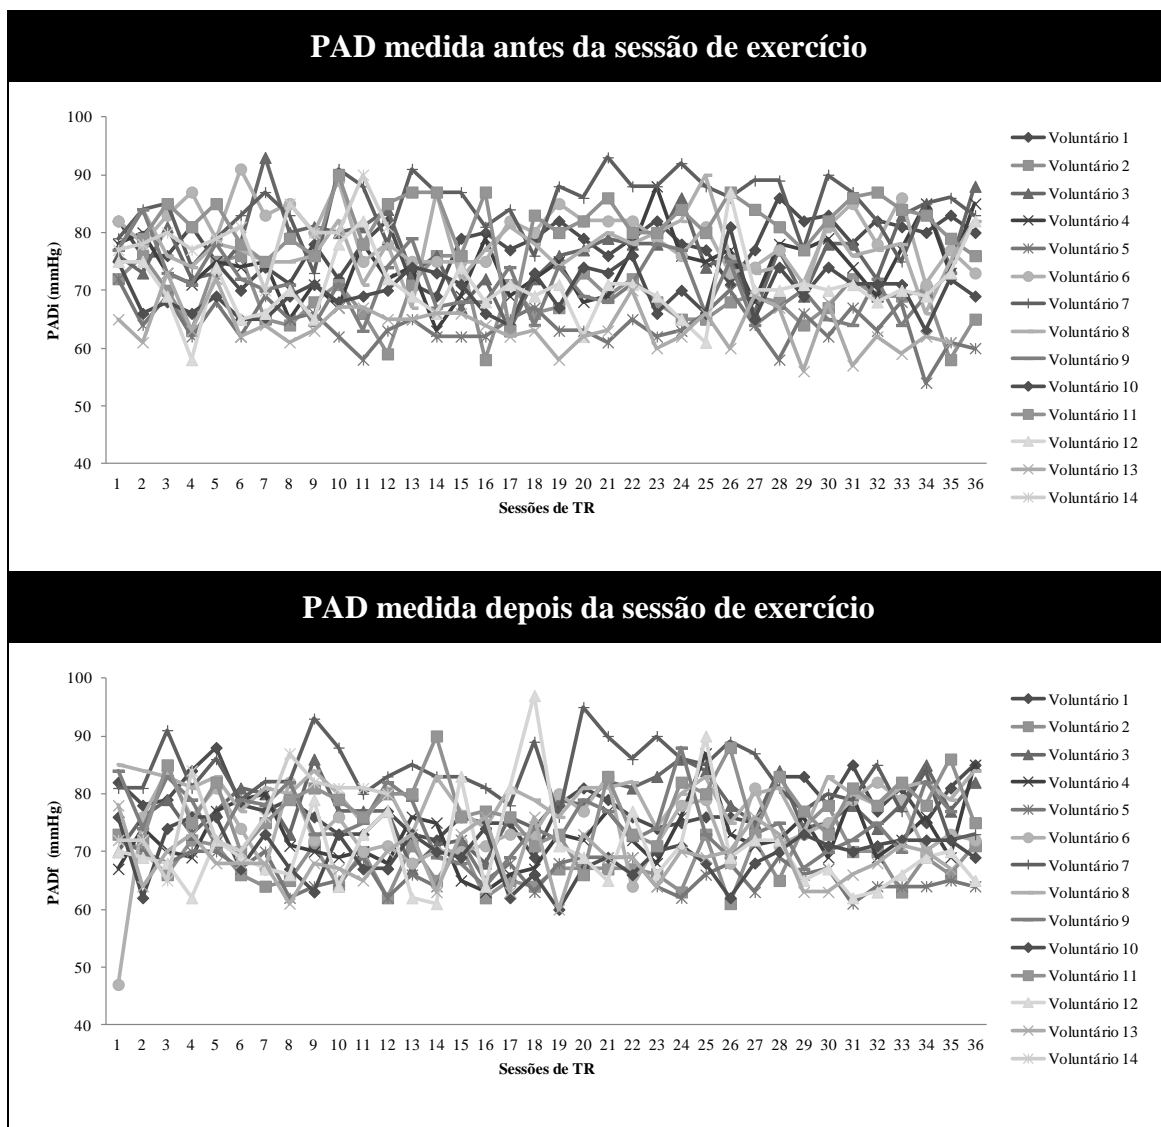 PAD medida antes da sessão de exercício
100
90
80
70
60
50
40
PADi (mmHg)
1 2 3 4 5 6 7 8 9 10 11 12 13 14 15 16 17 18 19 20 21 22 23 24 25 26 27 28 29 30 31 32 33 34 35 36
Sessões de TR
Voluntário 1
Voluntário 2
Voluntário 3
Voluntário 4
Voluntário 5
Voluntário 6
Voluntário 7
Voluntário 8
Voluntário 9
Voluntário 10
Voluntário 11
Voluntário 12
Voluntário 13
Voluntário 14
PAD medida depois da sessão de exercício
100
90
80
70
60
50
40
PADf (mmHg)
1 2 3 4 5 6 7 8 9 10 11 12 13 14 15 16 17 18 19 20 21 22 23 24 25 26 27 28 29 30 31 32 33 34 35 36
Sessões de TR
Voluntário 1
Voluntário 2
Voluntário 3
Voluntário 4
Voluntário 5
Voluntário 6
Voluntário 7
Voluntário 8
Voluntário 9
Voluntário 10
Voluntário 11
Voluntário 12
Voluntário 13
Voluntário 14